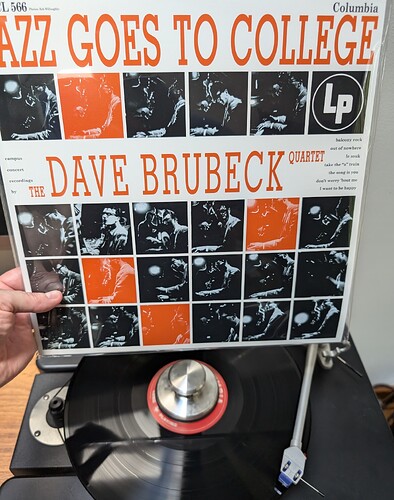 CL 566
Columbia
AZZ GOES TO COLLEGE
Lp
campus
concert
recordings
by
THE DAVE BRUBECK QUARTET
balcony rock
out of nowhere
le souk
take the "a" train
the song is you
don't worry 'bout me
I want to be happy